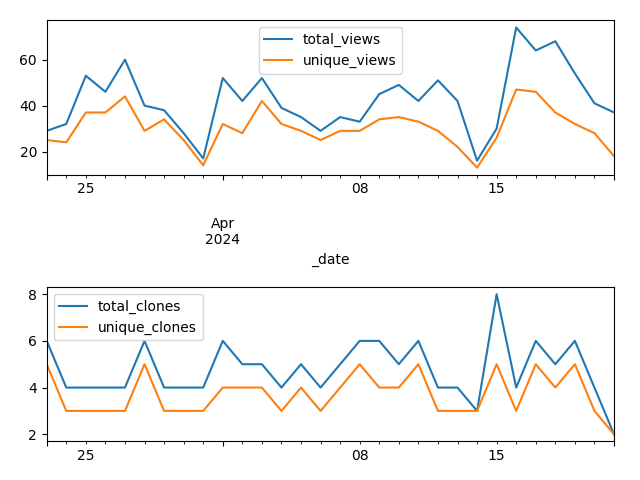 total_views
unique_views
60
40
20
25
08
15
Apr
2024
_date
8
6
4
2
total_clones
unique_clones
25
08
15